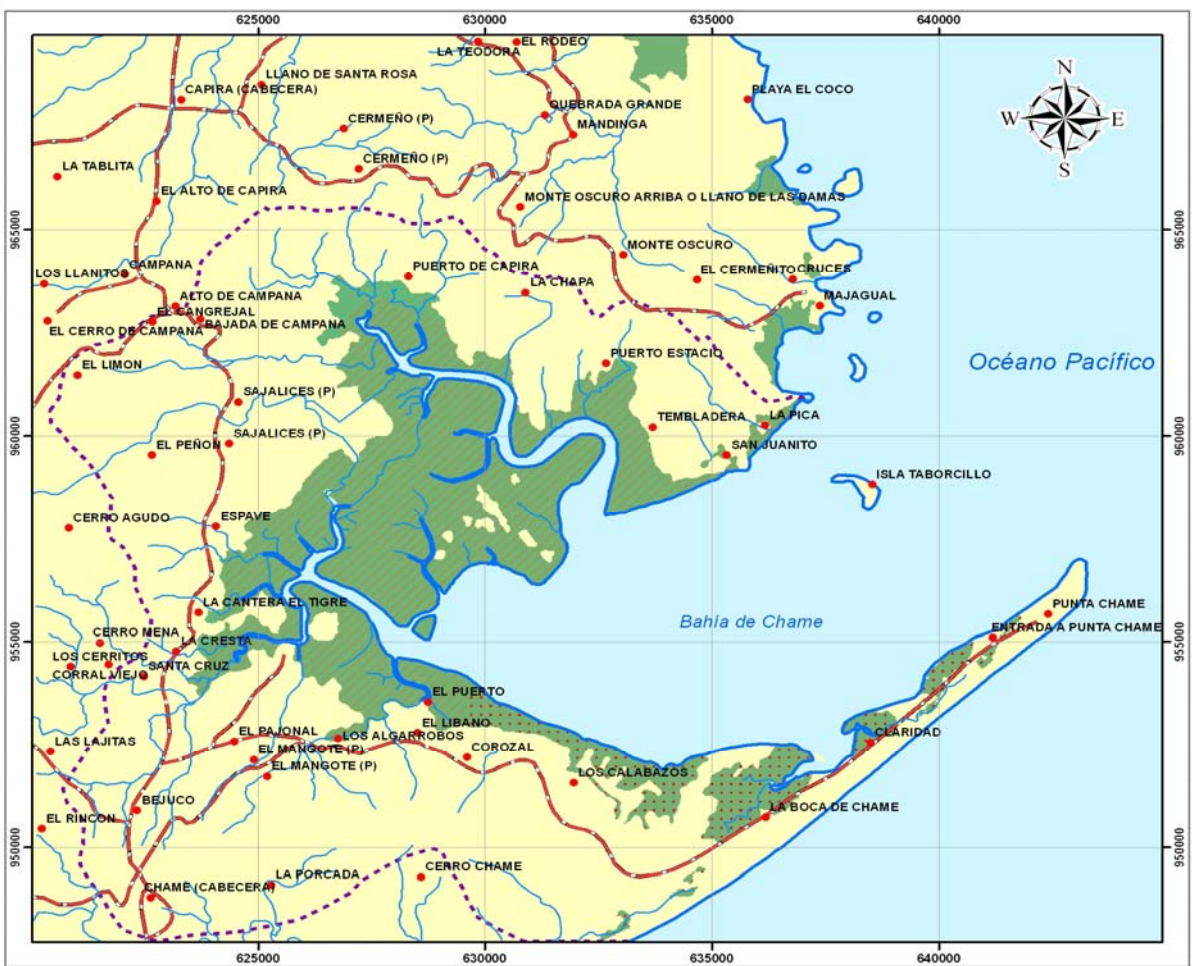 625000
630000
635000
640000
LA TEODORA
EL RODEO
LLANO DE SANTA ROSA
CAPIRA (CABECERA)
PLAYA EL COCO
QUEBRADA GRANDE
CERMEÑO (P)
MANDINGA
N
W
E
S
CERMEÑO (P)
LA TABLITA
EL ALTO DE CAPIRA
MONTE OSCURO ARRIBA O LLANO DE LAS DAMAS
965000
965000
MONTE OSCURO
LOS LLANITOS
CAMPANA
PUERTO DE CAPIRA
LA CHAPA
EL CERMEÑITO
CRUCES
ALTO DE CAMPANA
MAJAGUAL
EL CANGREJAL
EL CERRO DE CAMPANA
BAJADA DE CAMPANA
EL LIMON
PUERTO ESTACIO
Océano Pacífico
SAJALICES (P)
TEMBLADERA
LA PICA
960000
960000
SAJALICES (P)
EL PEÑON
SAN JUANITO
ISLA TABORCILLO
CERRO AGUDO
ESPAVE
LA CANTERA EL TIGRE
PUNTA CHAME
Bahía de Chame
ENTRADA A PUNTA CHAME
955000
955000
CERRO MENA
LA CRESTA
LOS CERRITOS
SANTA CRUZ
CORRAL VIEJO
EL PUERTO
EL LIBANO
LAS LAJITAS
EL PAJONAL
LOS ALGARROBOS
CLARIDAD
EL MANGOTE (P)
COROZAL
EL MANGOTE (P)
LOS CALABAZOS
BEJUCO
LA BOCA DE CHAME
EL RINCON
950000
950000
CERRO CHAME
LA PORCADA
CHAME (CABECERA)
625000
630000
635000
640000